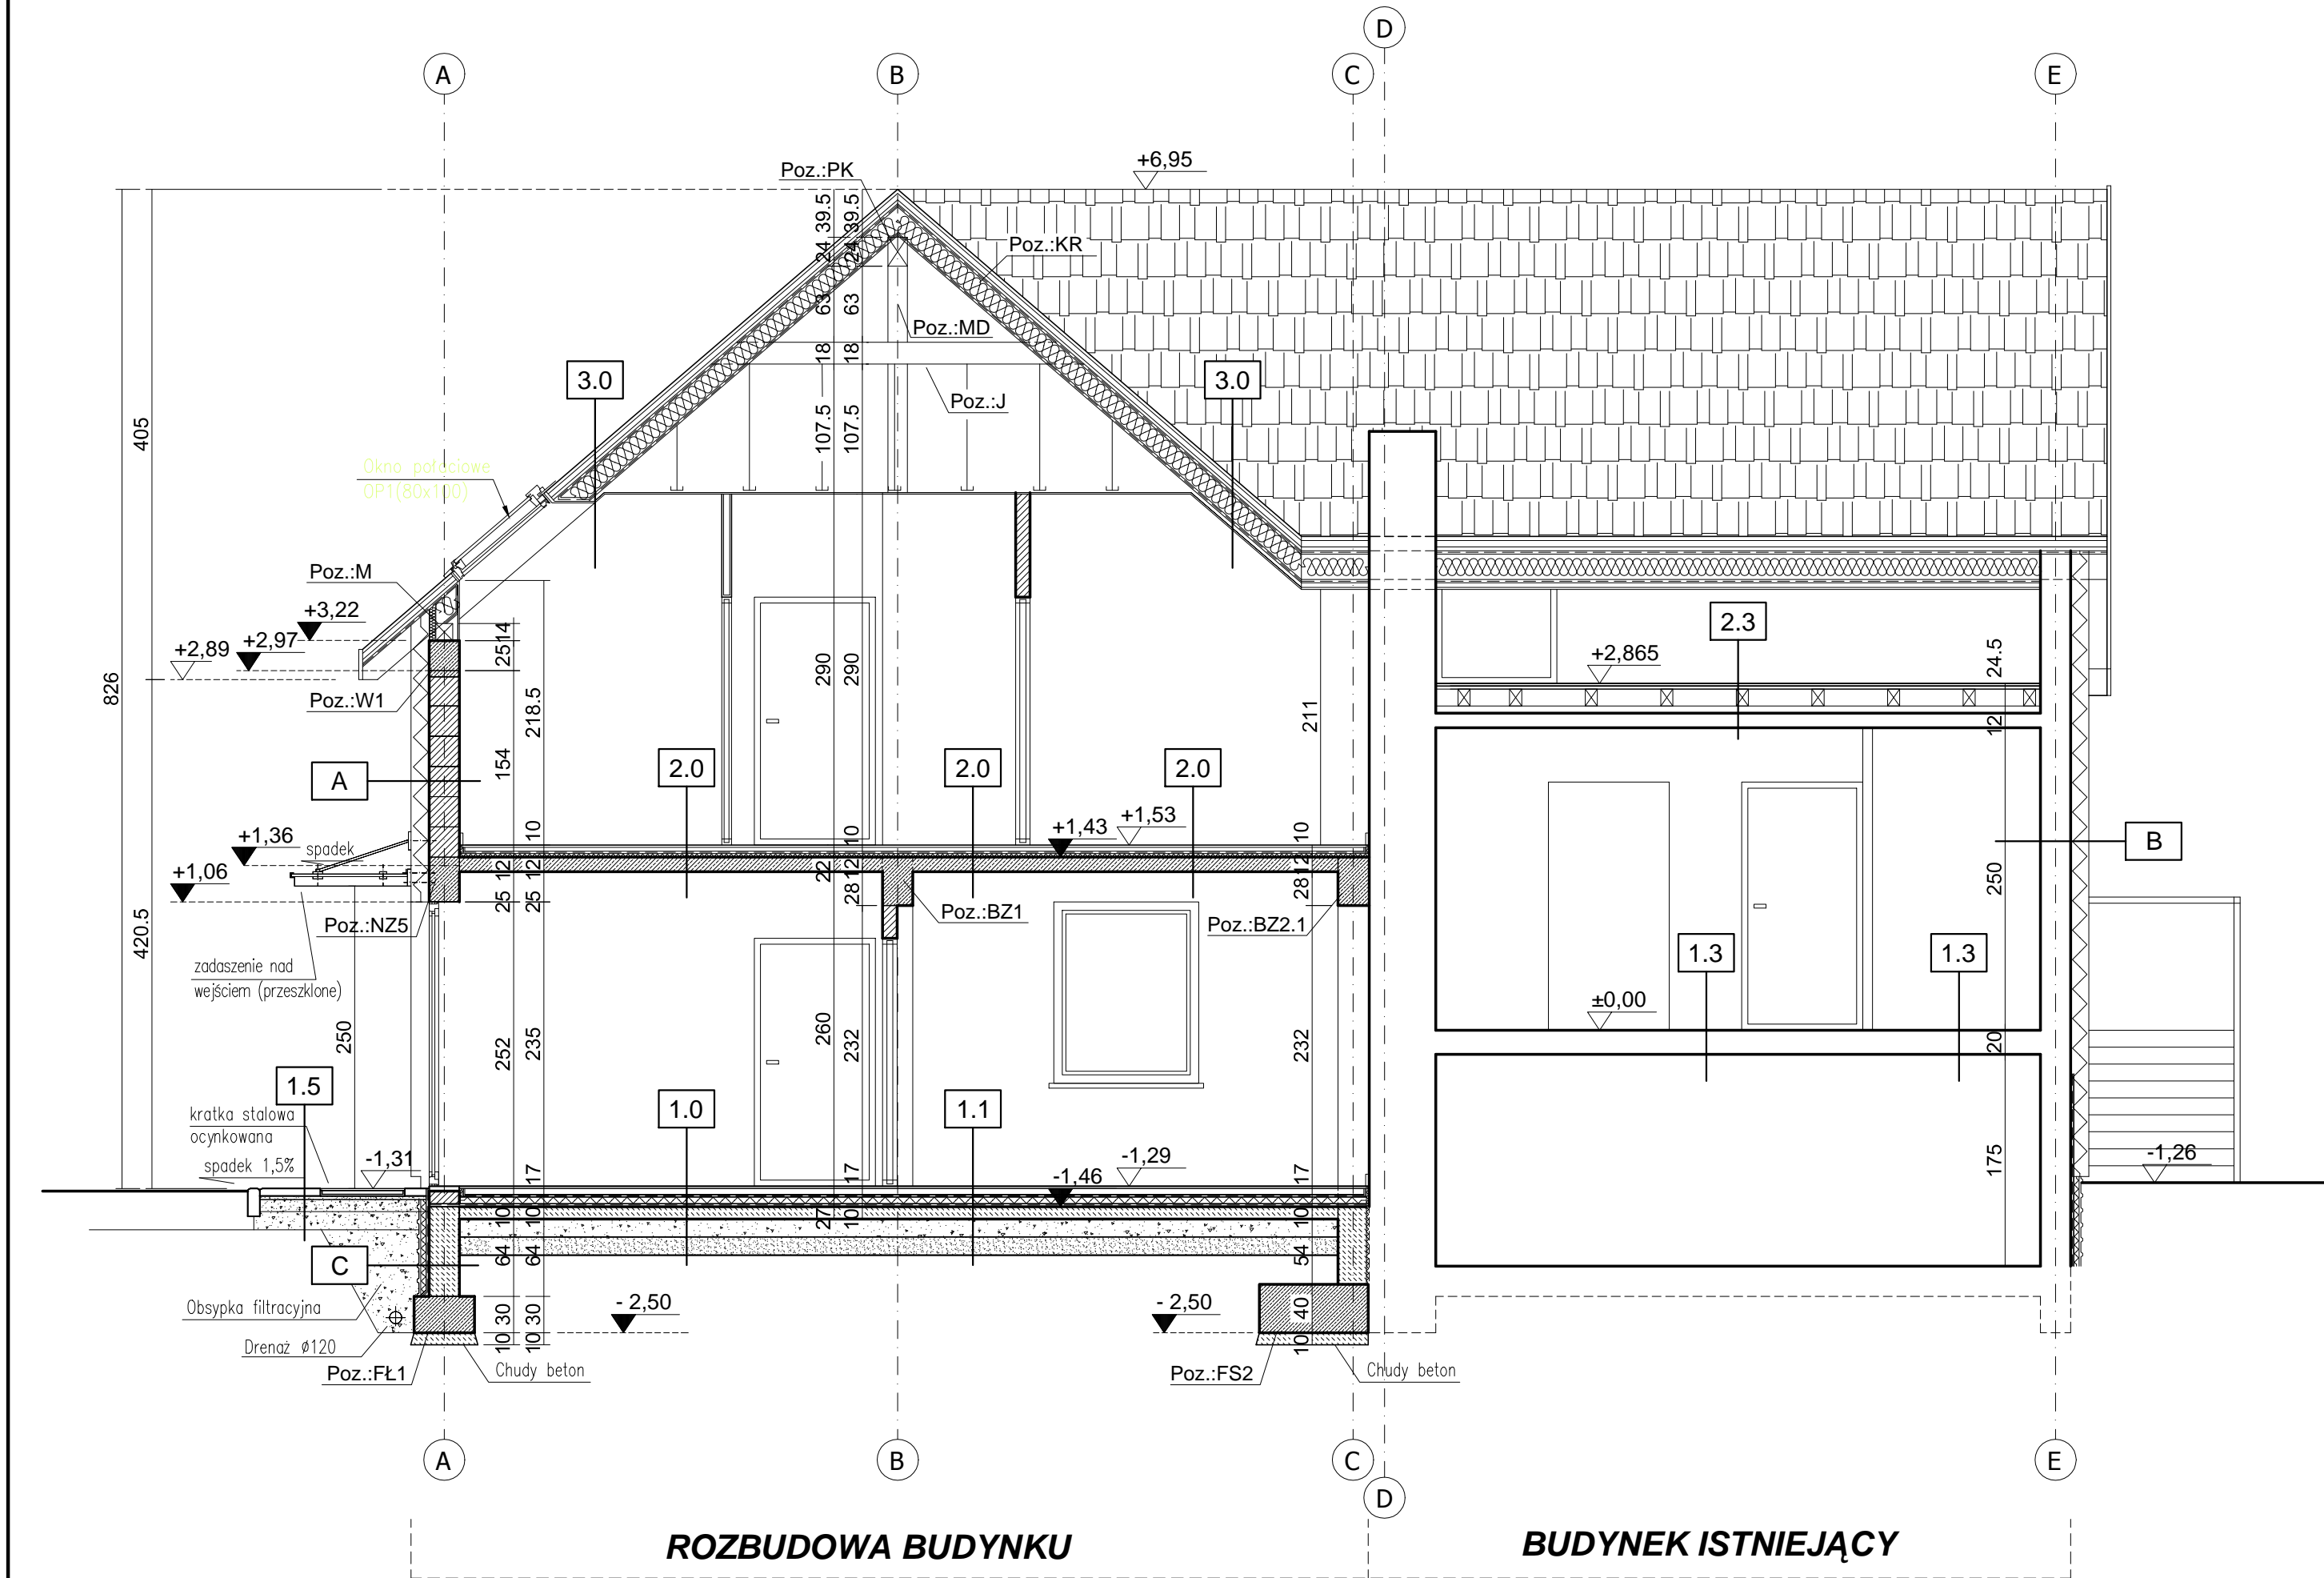 D
A
B
C
E
+6,95
Poz.:PK
39.5
39.5
24
24
Poz.:KR
63
63
Poz.:MD
18
18
3.0
3.0
Poz.:J
107.5
107.5
405
Okno połaciowe
OP1(80x100)
Poz.:M
+3,22
+2,97
+2,89
14
25
2.3
+2,865
24.5
826
Poz.:W1
290
290
218.5
211
12
154
A
2.0
2.0
2.0
+1,36
spadek
10
10
+1,43
+1,53
10
B
+1,06
12
12
22
12
12
25
25
28
28
250
Poz.:NZ5
Poz.:BZ1
Poz.:BZ2.1
420.5
zadaszenie nad
wejściem (przeszklone)
1.3
1.3
±0,00
250
252
235
260
232
232
20
1.5
kratka stalowa
ocynkowana
1.0
1.1
spadek 1,5%
-1,31
17
17
-1,46
-1,29
17
175
-1,26
10
10
27
10
10
C
64
64
54
Obsypka filtracyjna
30
30
- 2,50
- 2,50
40
Drenaż ø120
10
10
10
Poz.:FŁ1
Chudy beton
Poz.:FS2
Chudy beton
A
B
C
E
D
ROZBUDOWA BUDYNKU
BUDYNEK ISTNIEJĄCY